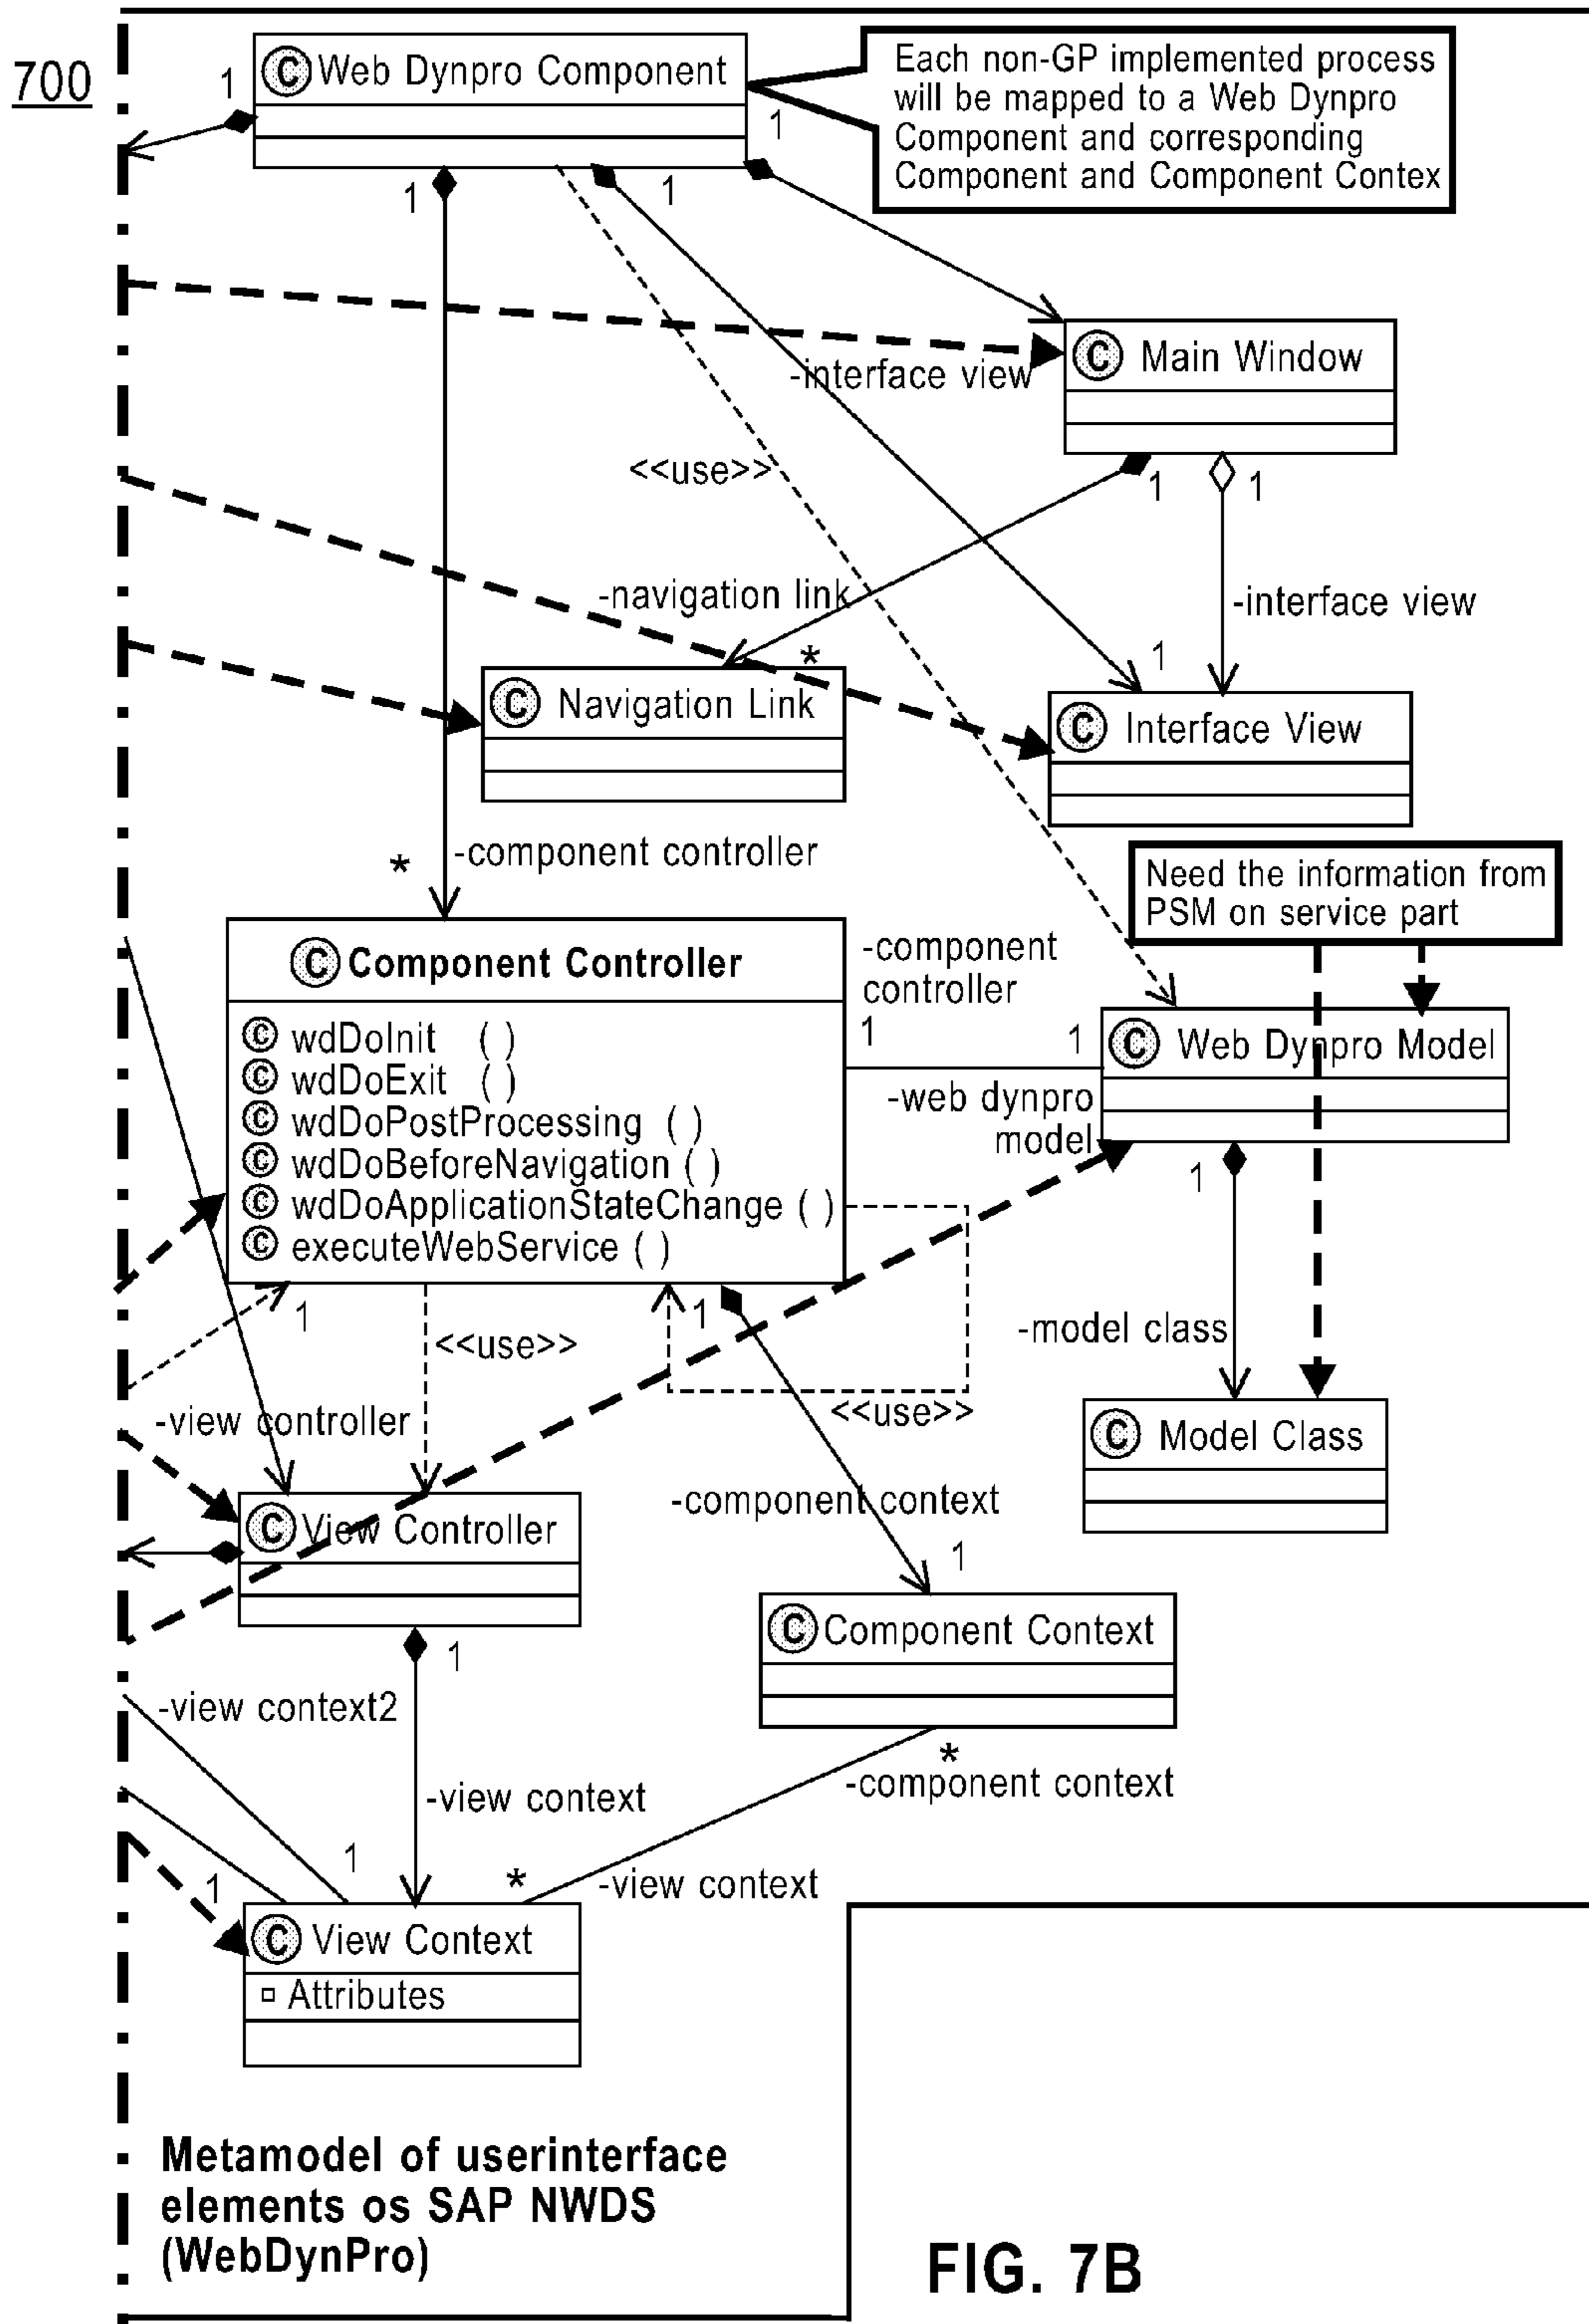 700
1
C Web Dynpro Component
Each non-GP implemented process
will be mapped to a Web Dynpro
Component and corresponding
Component and Component Contex
1
1
1
C Main Window
-interface view
<<use>>
1
1
-navigation link
-interface view
*
1
C Navigation Link
C Interface View
* -component controller
Need the information from
PSM on service part
C Component Controller
-component
controller
C wdDoInit ( )
1
1
C Web Dynpro Model
C wdDoExit ( )
C wdDoPostProcessing ( )
-web dynpro
model
C wdDoBeforeNavigation ( )
C wdDoApplicationStateChange ( )
C executeWebService ( )
1
1
1
<<use>>
-model class
-view controller
<<use>>
C Model Class
-component context
C View Controller
1
C Component Context
1
-view context2
*
-component context
-view context
1
1
*
-view context
C View Context
Attributes
Metamodel of userinterface
elements os SAP NWDS
(WebDynPro)
FIG. 7B